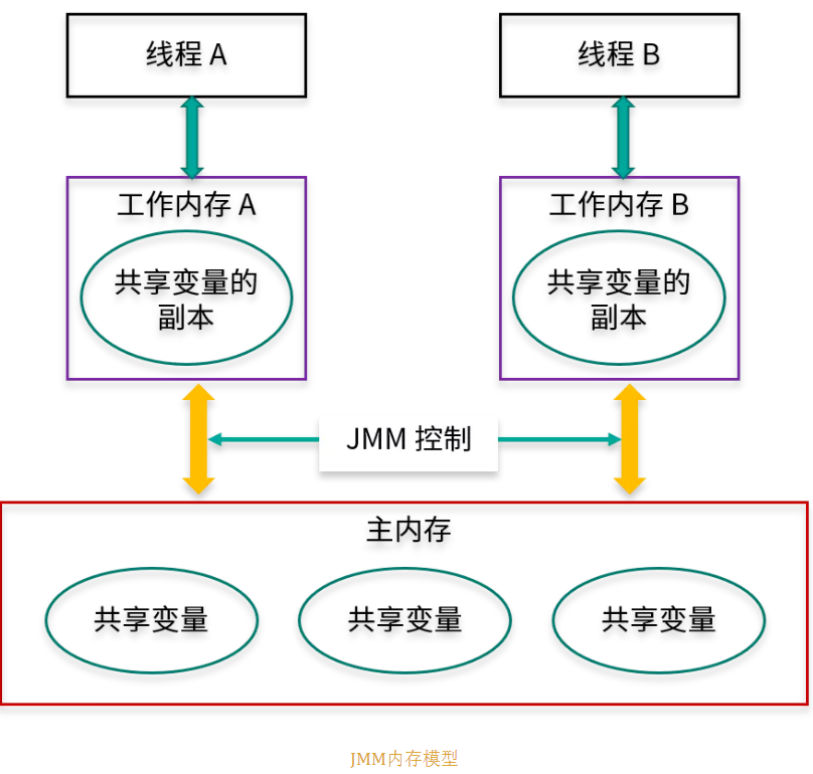 线程 A
线程 B
工作内存 A
工作内存 B
共享变量的
副本
共享变量的
副本
JMM 控制
主内存
共享变量
共享变量
共享变量
JMM内存模型